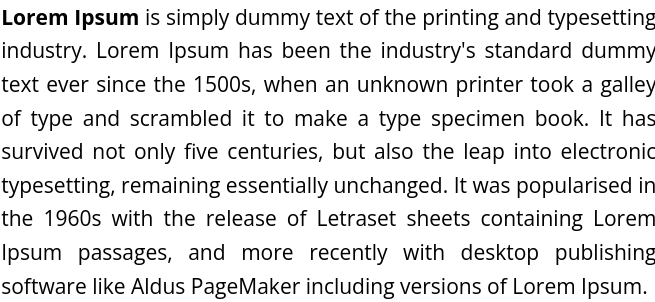 Lorem Ipsum is simply dummy text of the printing and typesetting
industry. Lorem Ipsum has been the industry's standard dummy
text ever since the 1500s, when an unknown printer took a galley
of type and scrambled it to make a type specimen book. It has
survived not only five centuries, but also the leap into electronic
typesetting, remaining essentially unchanged. It was popularised in
the 1960s with the release of Letraset sheets containing Lorem
Ipsum passages, and more recently with desktop publishing
software like Aldus PageMaker including versions of Lorem Ipsum.